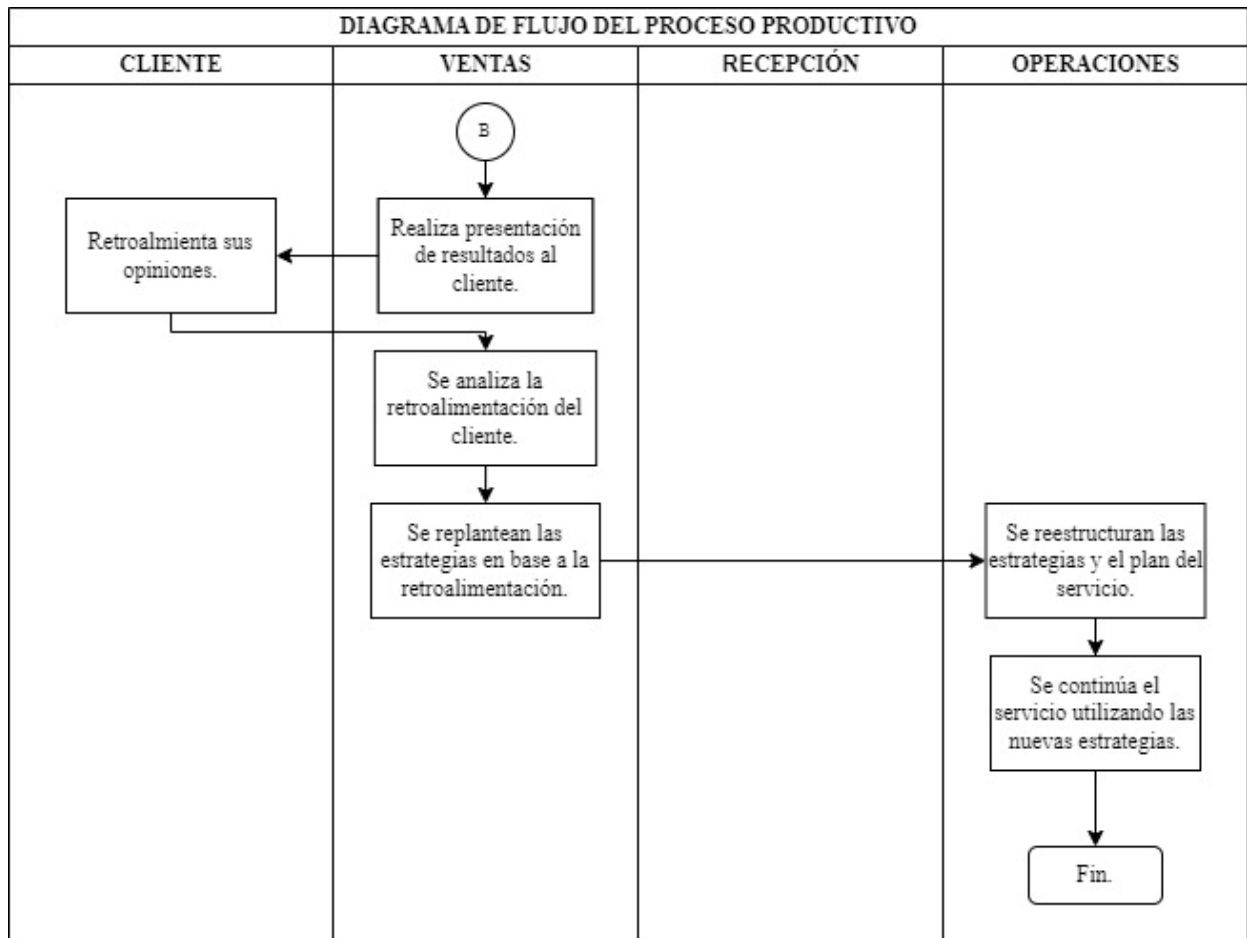 DIAGRAMA DE FLUJO DEL PROCESO PRODUCTIVO
CLIENTE
VENTAS
RECEPCIÓN
OPERACIONES
B
Realiza presentación
de resultados al
cliente.
Retroalmienta sus
opiniones.
Se analiza la
retroalimentación del
cliente.
Se replantean las
estrategias en base a la
retroalimentación.
Se reestructuran las
estrategias y el plan del
servicio.
Se continúa el
servicio utilizando las
nuevas estrategias.
Fin.